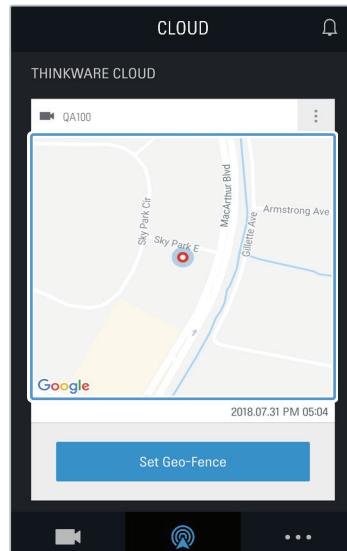 CLOUD
THINKWARE CLOUD
QA100
Sky Park Cir
Sky Park E
MacArthur Blvd
Gillette Ave
Armstrong Ave
Google
2018.07.31 PM 05:04
Set Geo-Fence